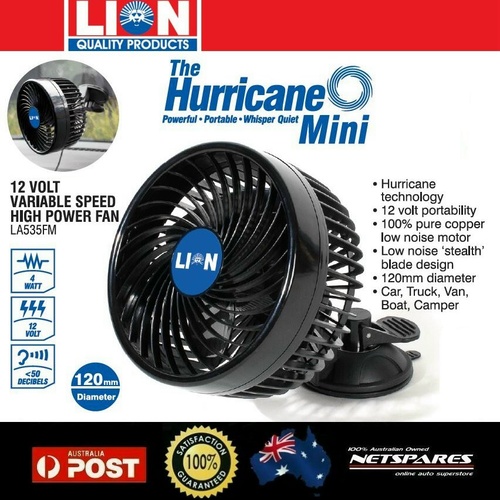 LION
QUALITY PRODUCTS
The
Hurricane
Powerful • Portable • Whisper Quiet
Mini
LION
12 VOLT
VARIABLE SPEED
HIGH POWER FAN
LA535FM
4
WATT
12
VOLT
<50
DECIBELS
LION
• Hurricane
technology
• 12 volt portability
• 100% pure copper
low noise motor
• Low noise ‘stealth’
blade design
• 120mm diameter
• Car, Truck, Van,
Boat, Camper
120mm
Diameter
AUSTRALIA
POST
SATISFACTION
100%
GUARANTEED
100% Australian Owned
NETSPARES
online auto superstore